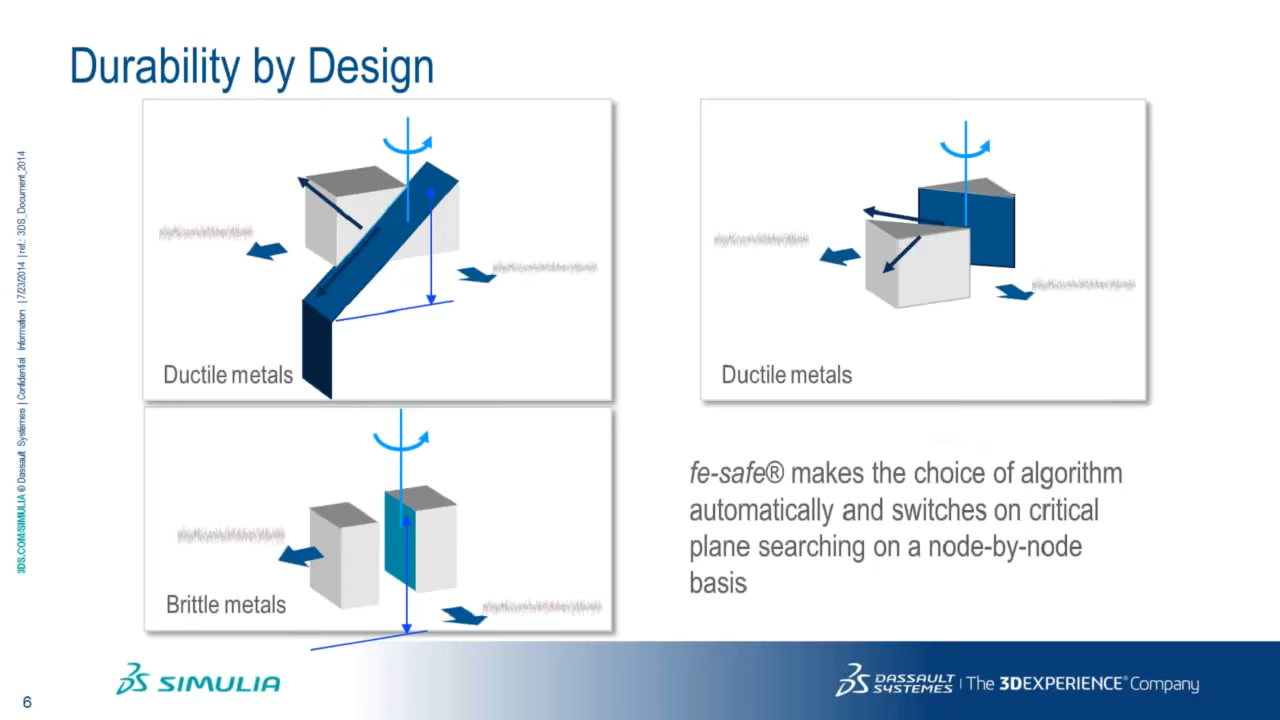 Durability by Design
Ductile metals
Ductile metals
Brittle metals
fe-safe® makes the choice of algorithm
automatically and switches on critical
plane searching on a node-by-node
basis
3DS.COM/SIMULIA © Dassault Systèmes | Confidential Information | 7/23/2014 | ref.: 3DS_Document_2014
6
SIMULIA
DASSAULT
SYSTEMES | The 3DEXPERIENCE® Company